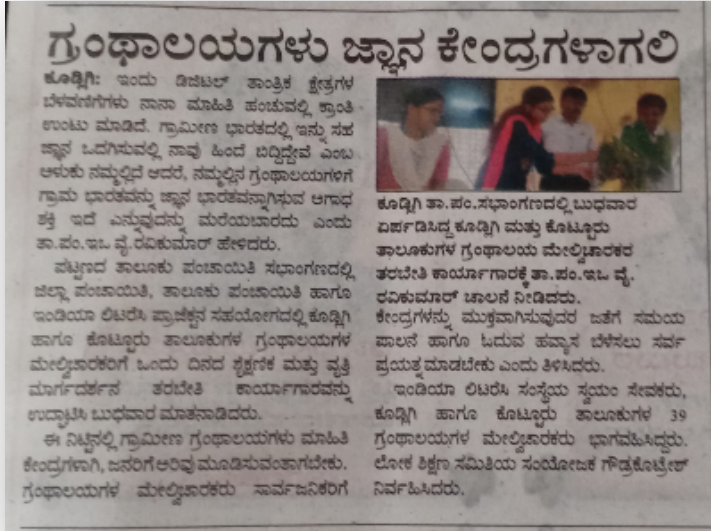 ಗ್ರಂಥಾಲಯಗಳು ಜ್ಞಾನ ಕೇಂದ್ರಗಳಾಗಲಿ
ಕೂಡ್ಲಿಗಿ: ಇಂದು ಡಿಜಿಟಲ್ ತಾಂತ್ರಿಕ ಕ್ಷೇತ್ರಗಳ
ಬೆಳವಣಿಗೆಗಳು ನಾನಾ ಮಾಹಿತಿ ಹಂಚುವಲ್ಲಿ ಕ್ರಾಂತಿ
ಉಂಟು ಮಾಡಿದೆ. ಗ್ರಾಮೀಣ ಭಾರತದಲ್ಲಿ ಇನ್ನು ಸಹ
ಜ್ಞಾನ ಒದಗಿಸುವಲ್ಲಿ ನಾವು ಹಿಂದೆ ಬಿದ್ದಿದ್ದೇವೆ ಎಂಬ
ಅಳುಕು ನಮ್ಮಲ್ಲಿದೆ ಆದರೆ, ನಮ್ಮಲ್ಲಿನ ಗ್ರಂಥಾಲಯಗಳಿಗೆ
ಗ್ರಾಮ ಭಾರತವನ್ನು ಜ್ಞಾನ ಭಾರತವನ್ನಾಗಿಸುವ ಅಗಾಧ
ಶಕ್ತಿ ಇದೆ ಎನ್ನುವುದನ್ನು ಮರೆಯಬಾರದು ಎಂದು
ತಾ.ಪಂ.ಇಒ ವೈ.ರವಿಕುಮಾರ್ ಹೇಳಿದರು.
ಪಟ್ಟಣದ ತಾಲೂಕು ಪಂಚಾಯಿತಿ ಸಭಾಂಗಣದಲ್ಲಿ
ಜಿಲ್ಲಾ ಪಂಚಾಯಿತಿ, ತಾಲೂಕು ಪಂಚಾಯಿತಿ ಹಾಗೂ
ಇಂಡಿಯಾ ಲಿಟರೆಸಿ ಪ್ರಾಜೆಕ್ಟನ ಸಹಯೋಗದಲ್ಲಿ ಕೂಡ್ಲಿಗಿ
ಹಾಗೂ ಕೊಟ್ಟೂರು ತಾಲೂಕುಗಳ ಗ್ರಂಥಾಲಯಗಳ
ಮೇಲ್ವಿಚಾರಕರಿಗೆ ಒಂದು ದಿನದ ಶೈಕ್ಷಣಿಕ ಮತ್ತು ವೃತ್ತಿ
ಮಾರ್ಗದರ್ಶನ ತರಬೇತಿ ಕಾರ್ಯಾಗಾರವನ್ನು
ಉದ್ಘಾಟಿಸಿ ಬುಧವಾರ ಮಾತನಾಡಿದರು.
ಈ ನಿಟ್ಟಿನಲ್ಲಿ ಗ್ರಾಮೀಣ ಗ್ರಂಥಾಲಯಗಳು ಮಾಹಿತಿ
ಕೇಂದ್ರಗಳಾಗಿ, ಜನರಿಗೆ ಅರಿವು ಮೂಡಿಸುವಂತಾಗಬೇಕು.
ಗ್ರಂಥಾಲಯಗಳ ಮೇಲ್ವಿಚಾರಕರು ಸಾರ್ವಜನಿಕರಿಗೆ
ಕೂಡ್ಲಿಗಿ ತಾ.ಪಂ.ಸಭಾಂಗಣದಲ್ಲಿ ಬುಧವಾರ
ಏರ್ಪಡಿಸಿದ್ದ ಕೂಡ್ಲಿಗಿ ಮತ್ತು ಕೊಟ್ಟೂರು
ತಾಲೂಕುಗಳ ಗ್ರಂಥಾಲಯ ಮೇಲ್ವಿಚಾರಕರ
ತರಬೇತಿ ಕಾರ್ಯಾಗಾರಕ್ಕೆ ತಾ.ಪಂ.ಇಒ ವೈ.
ರವಿಕುಮಾರ್ ಚಾಲನೆ ನೀಡಿದರು.
ಕೇಂದ್ರಗಳನ್ನು ಮುಕ್ತವಾಗಿಸುವುದರ ಜತೆಗೆ ಸಮಯ
ಪಾಲನೆ ಹಾಗೂ ಓದುವ ಹವ್ಯಾಸ ಬೆಳೆಸಲು ಸರ್ವ
ಪ್ರಯತ್ನ ಮಾಡಬೇಕು ಎಂದು ತಿಳಿಸಿದರು.
ಇಂಡಿಯಾ ಲಿಟರೆಸಿ ಸಂಸ್ಥೆಯ ಸ್ವಯಂ ಸೇವಕರು,
ಕೂಡ್ಲಿಗಿ ಹಾಗೂ ಕೊಟ್ಟೂರು ತಾಲೂಕುಗಳ 39
ಗ್ರಂಥಾಲಯಗಳ ಮೇಲ್ವಿಚಾರಕರು ಭಾಗವಹಿಸಿದ್ದರು.
ಲೋಕ ಶಿಕ್ಷಣ ಸಮಿತಿಯ ಸಂಯೋಜಕ ಗೌಡ್ರಕೊಟ್ರೇಶ್
ನಿರ್ವಹಿಸಿದರು.